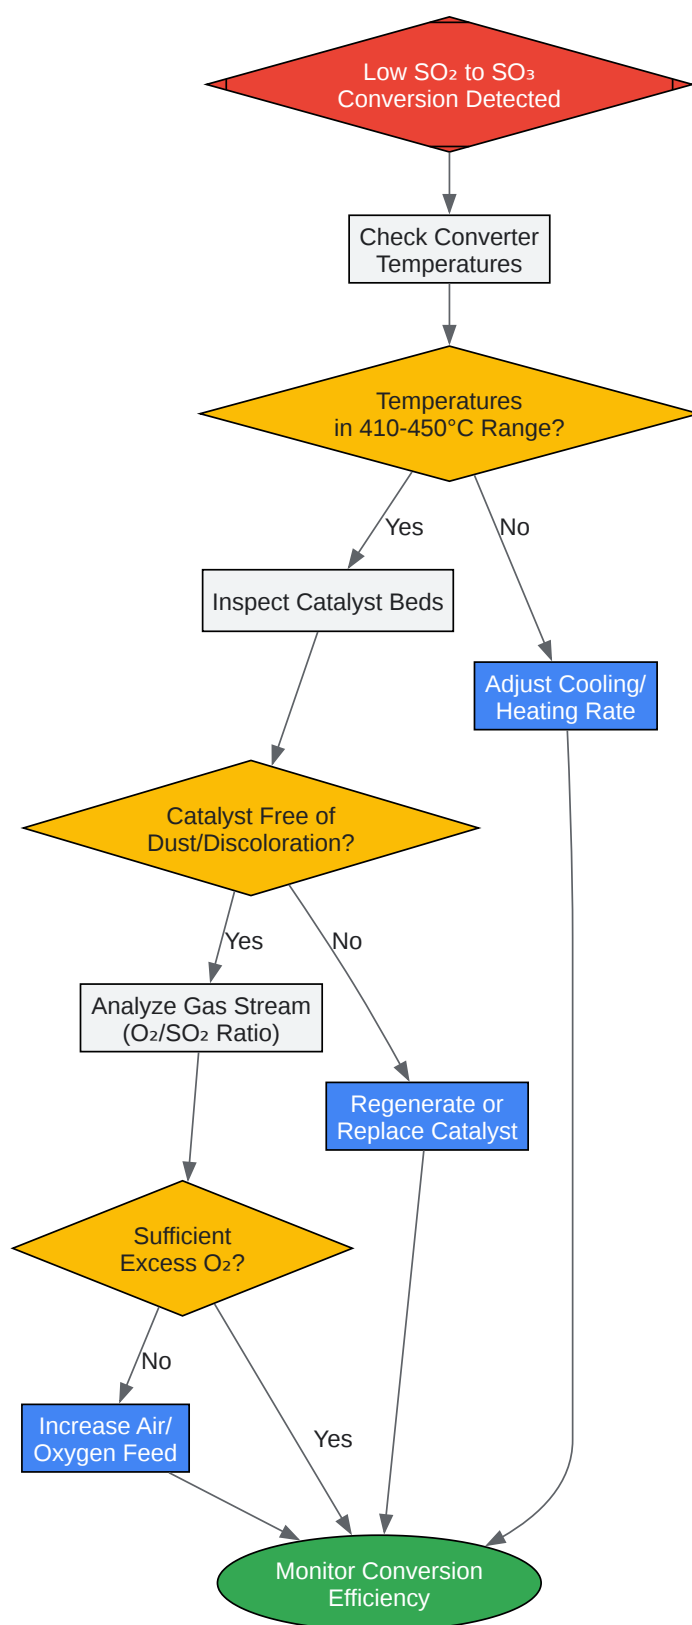 Low SO₂ to SO₃
Conversion Detected
Check Converter
Temperatures
Temperatures
in 410-450°C Range?
Yes
No
Inspect Catalyst Beds
Adjust Cooling/
Heating Rate
Catalyst Free of
Dust/Discoloration?
Yes
No
Analyze Gas Stream
(O₂/SO₂ Ratio)
Regenerate or
Replace Catalyst
Sufficient
Excess O₂?
No
Yes
Increase Air/
Oxygen Feed
Monitor Conversion
Efficiency